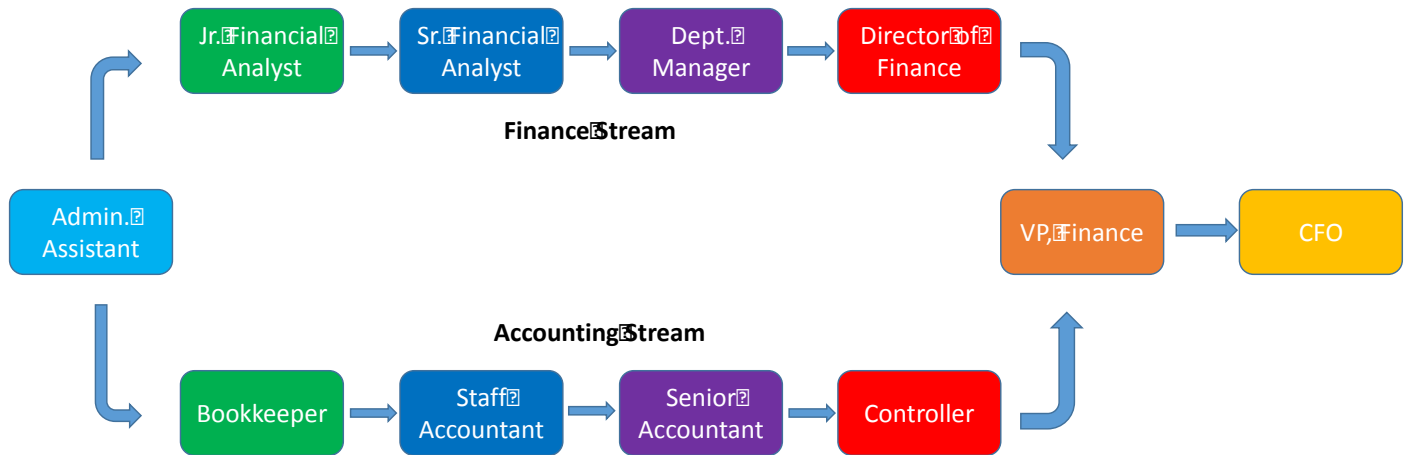 Jr. Financial
Analyst
Sr. Financial
Analyst
Dept.
Manager
Director of
Finance
Finance Stream
Admin.
Assistant
VP, Finance
CFO
Accounting Stream
Bookkeeper
Staff
Accountant
Senior
Accountant
Controller